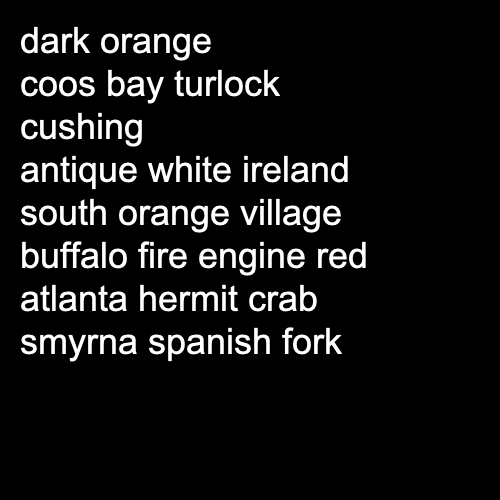 dark orange
coos bay turlock
cushing
antique white ireland
south orange village
buffalo fire engine red
atlanta hermit crab
smyrna spanish fork